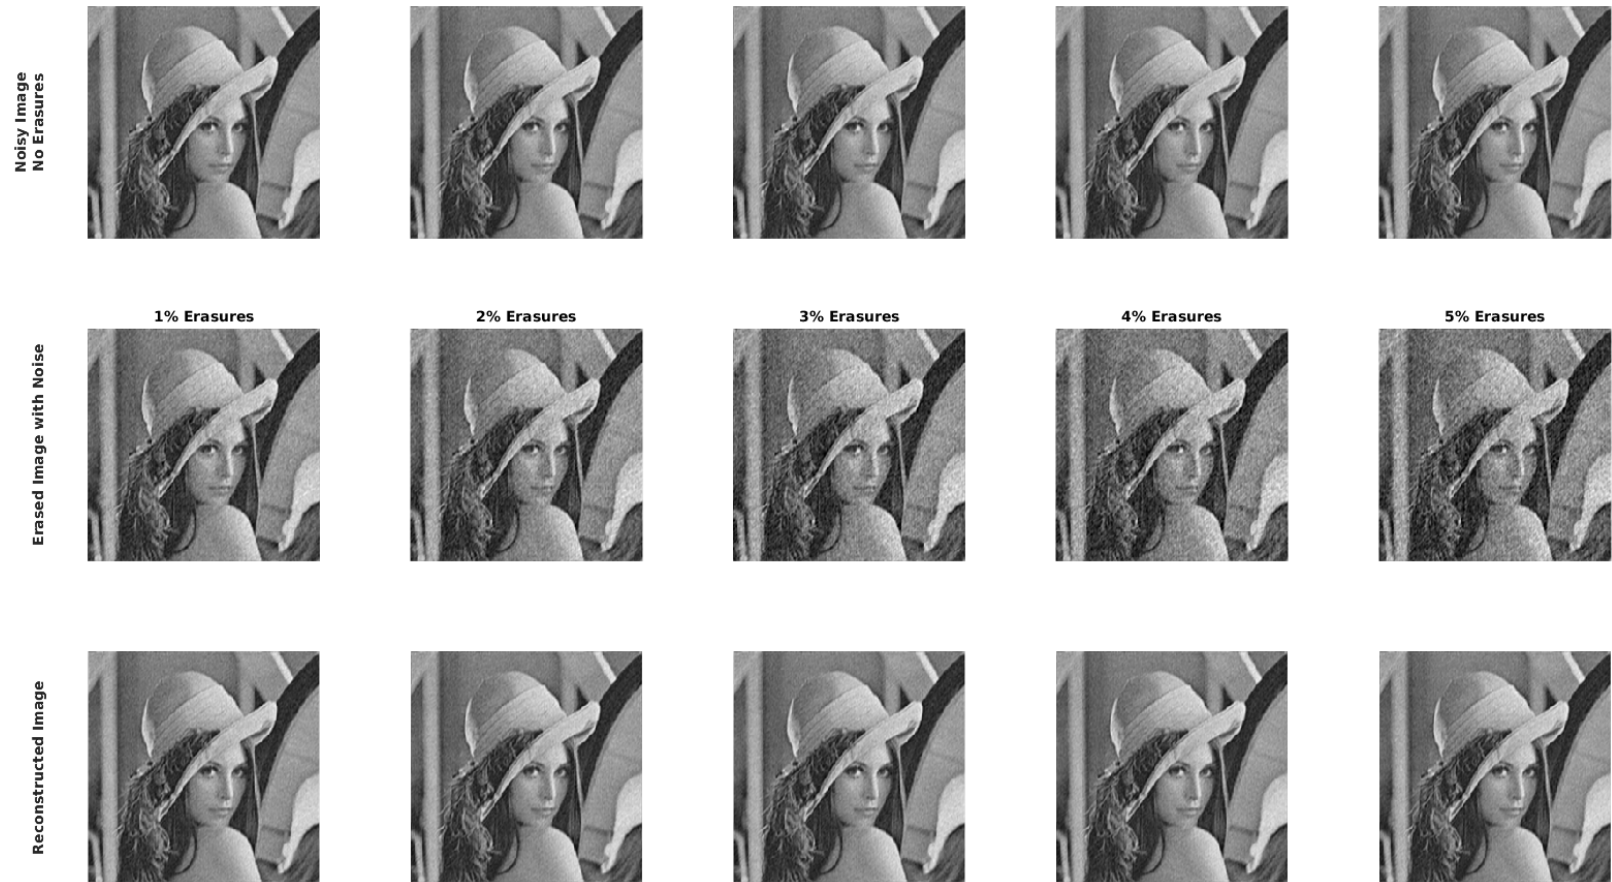 Noisy Image
No Erasures
1% Erasures
2% Erasures
3% Erasures
4% Erasures
5% Erasures
Erased Image with Noise
Reconstructed Image